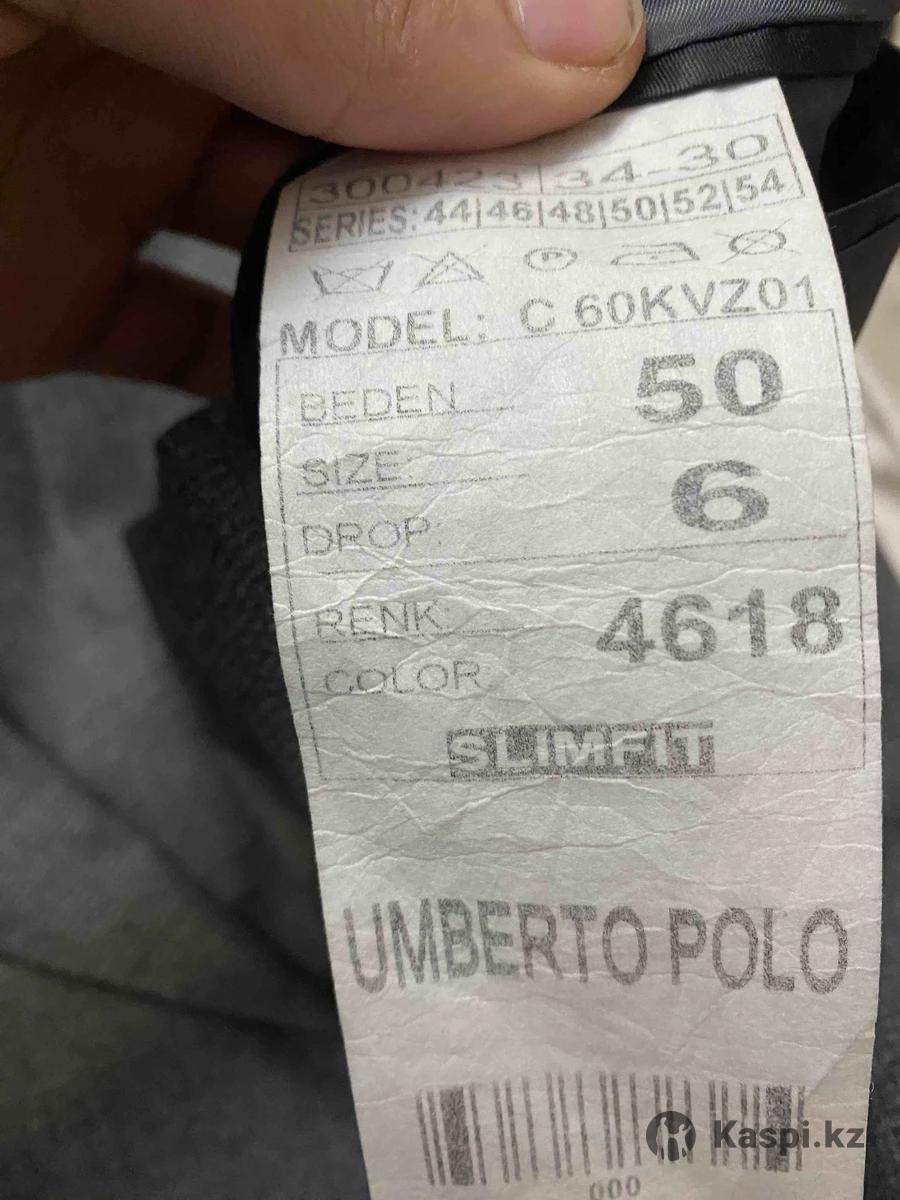 300423 34-30
SERIES: 44|46|48|50|52|54
P
MODEL: C 60KVZ01
BEDEN 50
SIZE:
DROP: 6
RENK: 4618
COLOR:
SLIMFIT
UMBERTO POLO
000
Kaspi.kz